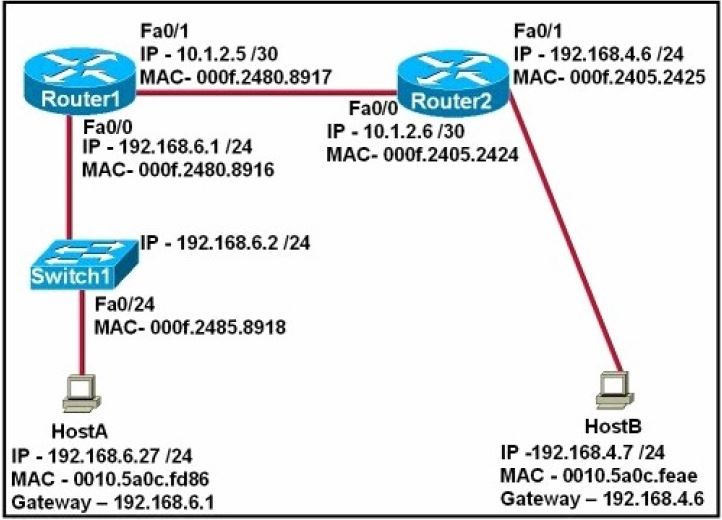 Fa0/1
IP - 10.1.2.5 /30
MAC- 000f.2480.8917
Router1
Fa0/0
IP - 192.168.6.1 /24
MAC- 000f.2480.8916
Fa0/1
IP - 192.168.4.6 /24
MAC- 000f.2405.2425
Router2
Fa0/0
IP - 10.1.2.6 /30
MAC- 000f.2405.2424
IP - 192.168.6.2 /24
Switch1
Fa0/24
MAC- 000f.2485.8918
HostA
IP - 192.168.6.27 /24
MAC - 0010.5a0c.fd86
Gateway – 192.168.6.1
HostB
IP -192.168.4.7 /24
MAC - 0010.5a0c.feae
Gateway – 192.168.4.6